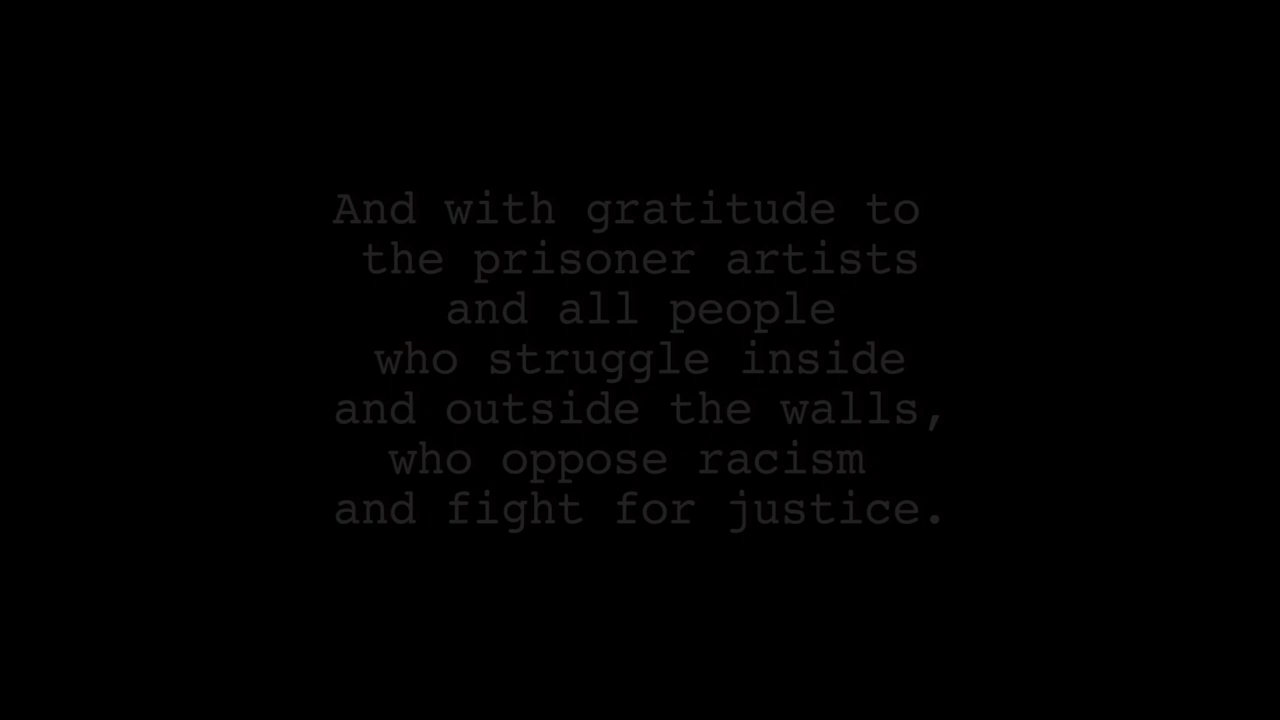 And with gratitude to
the prisoner artists
and all people
who struggle inside
and outside the walls,
who oppose racism
and fight for justice.